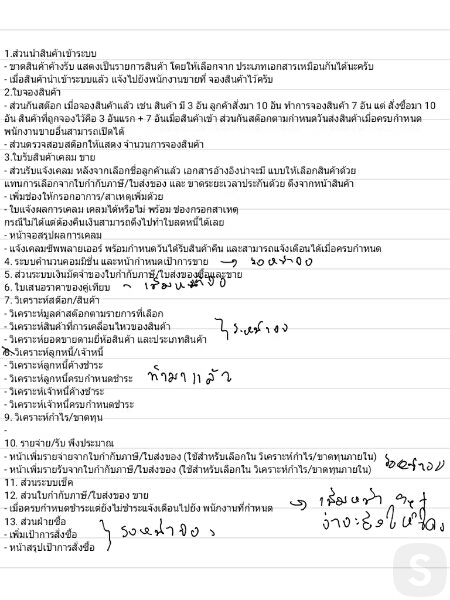 1.ส่วนนำสินค้าเข้าระบบ
- ขาดสินค้าค้างรับ แสดงเป็นรายการสินค้า โดยให้เลือกจาก ประเภทเอกสารเหมือนกันได้นะครับ
- เมื่อสินค้านำเข้าระบบแล้ว แจ้งไปยังพนักงานขายที่ จองสินค้าไว้ครับ
2.ใบจองสินค้า
- ส่วนกันสต๊อก เมื่อจองสินค้าแล้ว เช่น สินค้า มี 3 อัน ลูกค้าสั่งมา 10 อัน ทำการจองสินค้า 7 อัน แต่ สั่งซื้อมา 10
อัน สินค้าที่ถูกจองไว้คือ 3 อันแรก + 7 อันเมื่อสินค้าเข้า ส่วนกันสต๊อกตามกำหนดวันส่งสินค้าเมื่อครบกำหนด
พนักงานขายอื่นสามารถเปิดได้
- ส่วนตรวจสอบสต๊อกให้แสดง จำนวนการจองสินค้า
3.ใบรับสินค้าเคลม ขาย
- ส่วนรับแจ้งเคลม หลังจากเลือกชื่อลูกค้าแล้ว เอกสารอ้างอิงน่าจะมี แบบให้เลือกสินค้าด้วย
แทนการเลือกจากใบกำกับภาษี/ใบส่งของ และ ขาดระยะเวลาประกันด้วย ดึงจากหน้าสินค้า
- เพิ่มช่องให้กรอกอาการ/สาเหตุเพิ่มด้วย
- ใบแจ้งผลการเคลม เคลมได้หรือไม่ พร้อม ช่องกรอกสาเหตุ
กรณีไม่ได้แต่ต้องคืนเงินสามารถดึงไปทำใบลดหนี้ได้เลย
- หน้าจอสรุปผลการเคลม
- แจ้งเคลมซัพพลายเออร์ พร้อมกำหนดวันได้รับสินค้าคืน และสามารถแจ้งเตือนได้เมื่อครบกำหนด
4. ระบบคำนวนคอมมิชั่น และหน้ากำหนดเป้าการขาย → รอหน้าจอ
5. ส่วนระบบเงินมัดจำของใบกำกับภาษี/ใบส่งของซื้อและขาย
6. ใบเสนอราคาของคู่เทียบ - เพิ่มหน้าจอ
7. วิเคราะห์สต๊อก/สินค้า
- วิเคราะห์มูลค่าสต๊อกตามรายการที่เลือก
- วิเคราะห์สินค้าที่การเคลื่อนไหวของสินค้า รอหน้าจอ
- วิเคราะห์ยอดขายตามยี่ห้อสินค้า และประเภทสินค้า
8. วิเคราะห์ลูกหนี้/เจ้าหนี้
- วิเคราะห์ลูกหนี้ค้างชำระ
- วิเคราะห์ลูกหนี้ครบกำหนดชำระ ทำมาแล้ว
- วิเคราะห์เจ้าหนี้ค้างชำระ
- วิเคราะห์เจ้าหนี้ครบกำหนดชำระ
9. วิเคราะห์กำไร/ขาดทุน
-
10. รายจ่าย/รับ พึงประมาณ
- หน้าเพิ่มรายจ่ายจากใบกำกับภาษี/ใบส่งของ (ใช้สำหรับเลือกใน วิเคราะห์กำไร/ขาดทุนภายใน)
- หน้าเพิ่มรายรับจากใบกำกับภาษี/ใบส่งของ (ใช้สำหรับเลือกใน วิเคราะห์กำไร/ขาดทุนภายใน) รอหน้าจอ
11. ส่วนระบบเช็ค
12. ส่วนใบกำกับภาษี/ใบส่งของ ขาย
- เมื่อครบกำหนดชำระแต่ยังไม่ชำระแจ้งเตือนไปยัง พนักงานที่กำหนด → เพิ่มหน้า
13. ส่วนฝ่ายซื้อ
- เพิ่มเป้าการสั่งซื้อ รอหน้าจอ
- หน้าสรุปเป้าการสั่งซื้อ
S